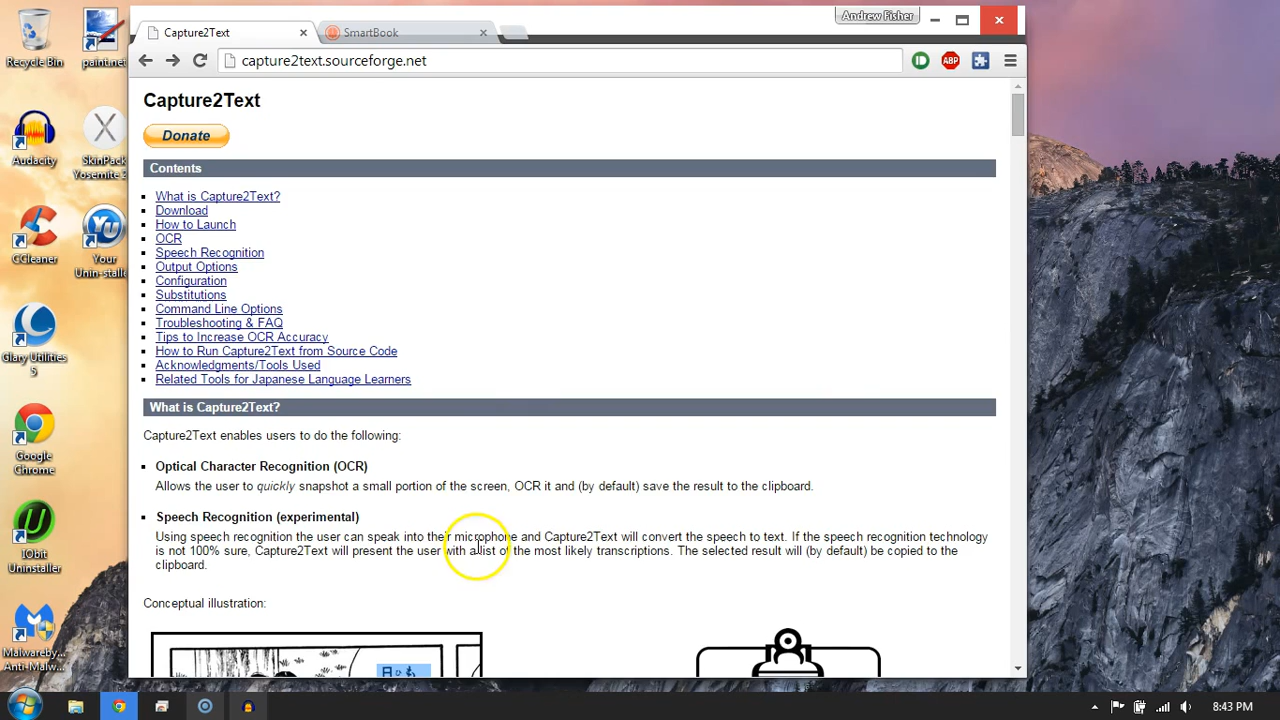 Recycle Bin
paint.net
Audacity
SkinPack
Yosemite
CCleaner
Your
Unin-stalle
Glary Utilities
5
Google
Chrome
IObit
Uninstaller
Malwareby...
Anti-Malw...
Andrew Fisher
Capture2Text
SmartBook
capture2text.sourceforge.net
ABP
Capture2Text
Donate
Contents
What is Capture2Text?
Download
How to Launch
OCR
Speech Recognition
Output Options
Configuration
Substitutions
Command Line Options
Troubleshooting & FAQ
Tips to Increase OCR Accuracy
How to Run Capture2Text from Source Code
Acknowledgments/Tools Used
Related Tools for Japanese Language Learners
What is Capture2Text?
Capture2Text enables users to do the following:
Optical Character Recognition (OCR)
Allows the user to quickly snapshot a small portion of the screen, OCR it and (by default) save the result to the clipboard.
Speech Recognition (experimental)
Using speech recognition the user can speak into their microphone and Capture2Text will convert the speech to text. If the speech recognition technology
is not 100% sure, Capture2Text will present the user with a list of the most likely transcriptions. The selected result will (by default) be copied to the
clipboard.
Conceptual illustration:
8:43 PM